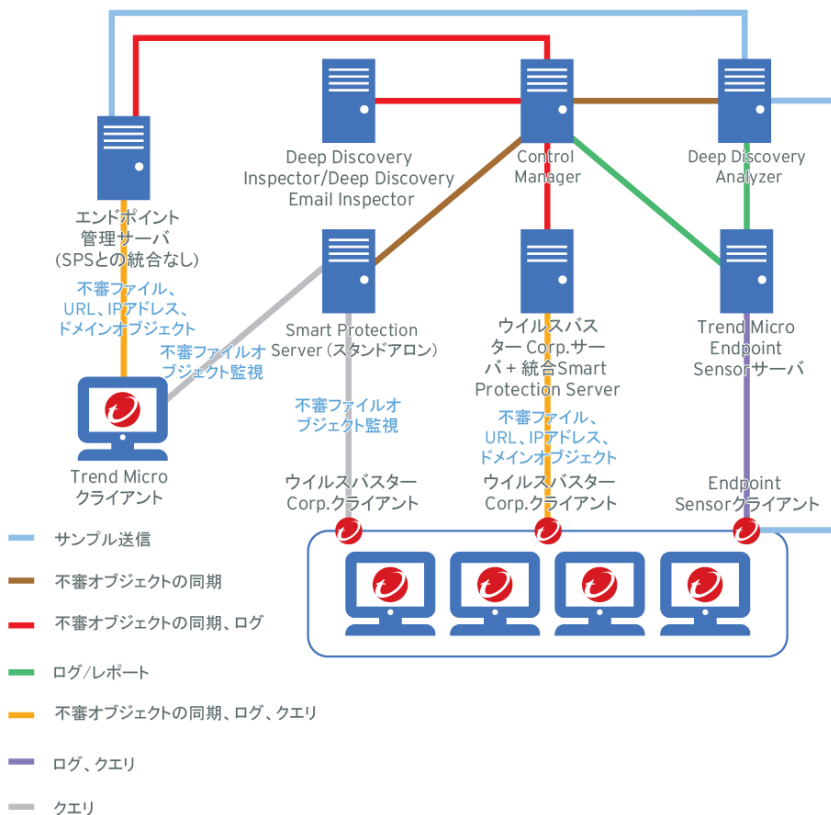 Deep Discovery
Inspector/Deep Discovery
Email Inspector
Control
Manager
Deep Discovery
Analyzer
エンドポイント
管理サーバ
(SPSとの統合なし)
不審ファイル、
URL、IPアドレス、
ドメインオブジェクト
不審ファイルオ
ブジェクト監視
Smart Protection
Server（スタンドアロン）
ウイルスバス
ター Corp.サー
バ + 統合Smart
Protection Server
Trend Micro
Endpoint
Sensorサーバ
不審ファイルオ
ブジェクト監視
不審ファイル、
URL、IPアドレス、
ドメインオブジェクト
Trend Micro
クライアント
ウイルスバスター
Corp.クライアント
ウイルスバスター
Corp.クライアント
Endpoint
Sensorクライアント
サンプル送信
不審オブジェクトの同期
不審オブジェクトの同期、ログ
ログ/レポート
不審オブジェクトの同期、ログ、クエリ
ログ、クエリ
クエリ